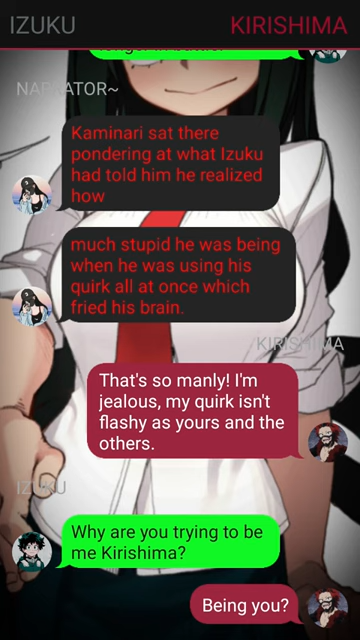 IZUKU KIRISHIMA
NARRATOR~
Kaminari sat there
pondering at what Izuku
had told him he realized
how
much stupid he was being
when he was using his
quirk all at once which
fried his brain.
KIRISHIMA
That's so manly! I'm
jealous, my quirk isn't
flashy as yours and the
others.
IZUKU
Why are you trying to be
me Kirishima?
Being you?